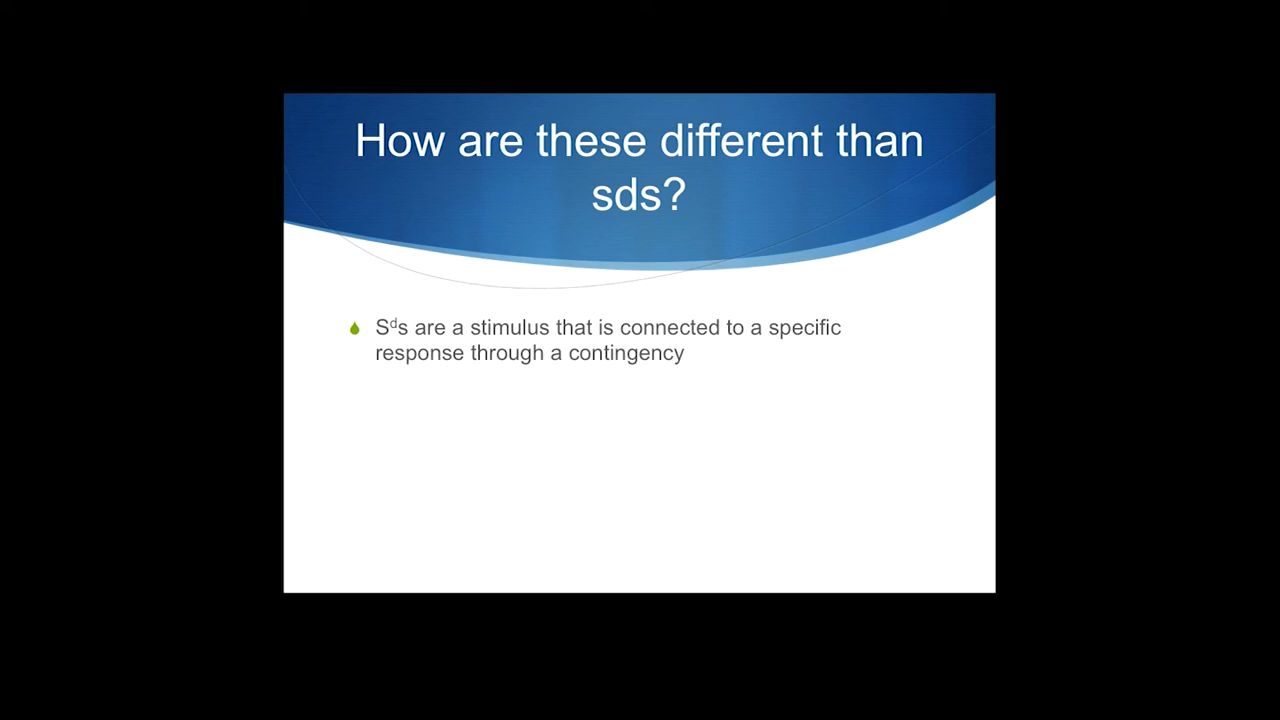 How are these different than
sds?
Sᵈs are a stimulus that is connected to a specific
response through a contingency